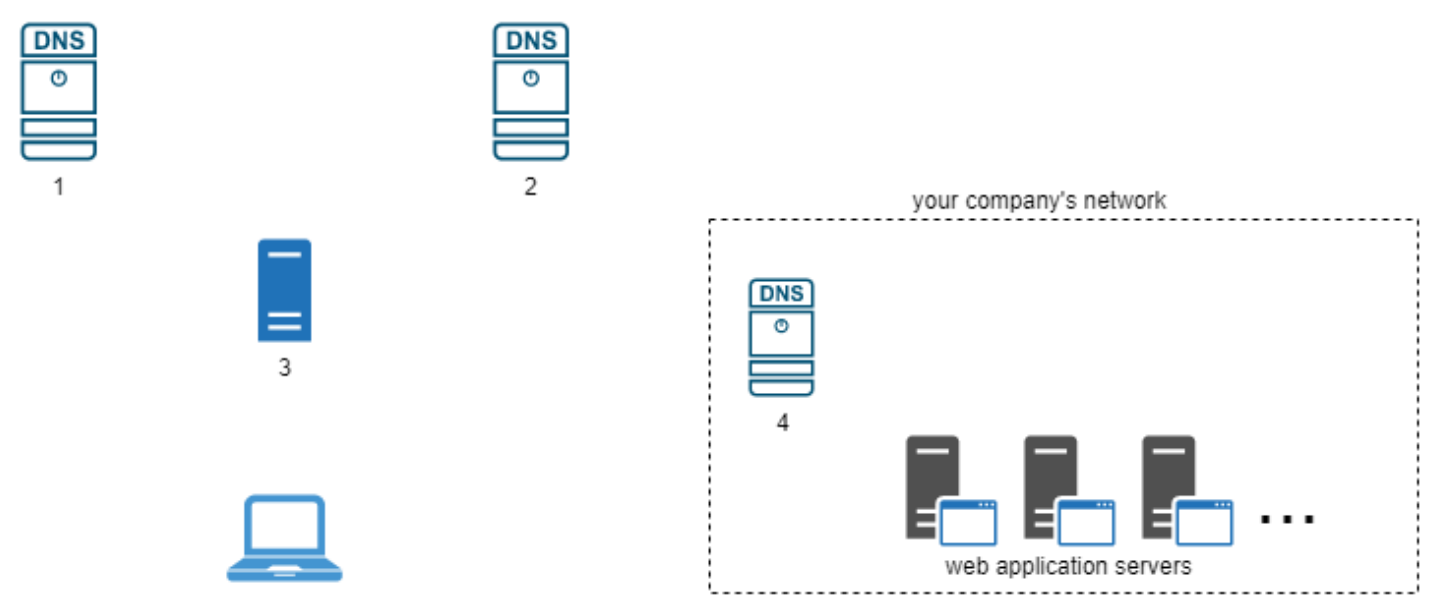 DNS
DNS
1
2
your company's network
3
DNS
4
...
web application servers